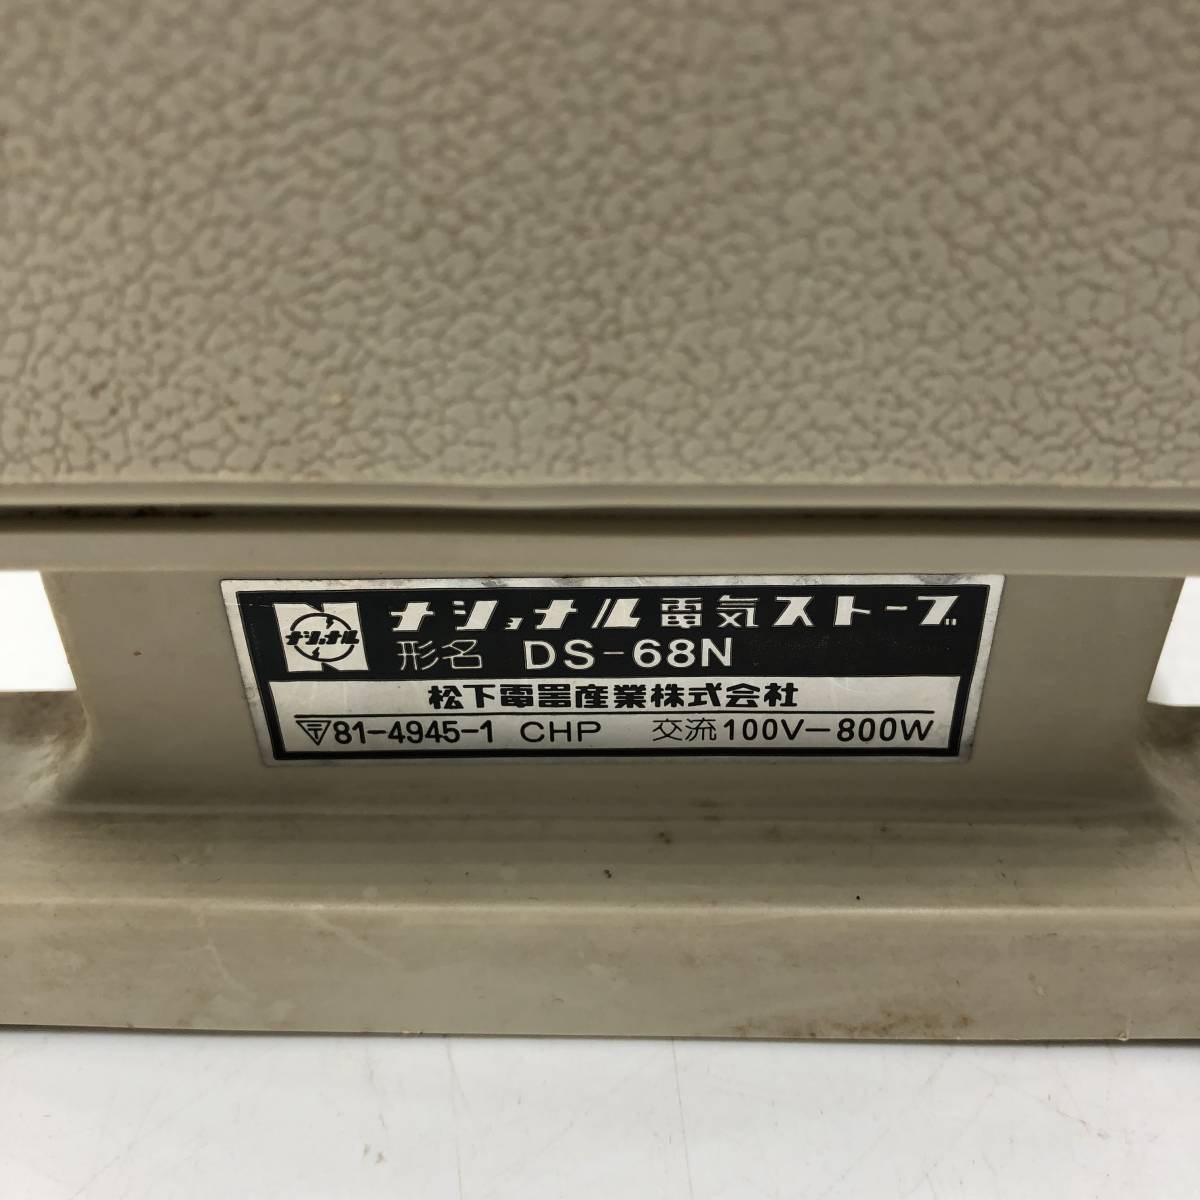 ナショナル
ナショナル電気ストーブ
形名 DS-68N
松下電器産業株式会社
〒81-4945-1 CHP 交流100V-800W